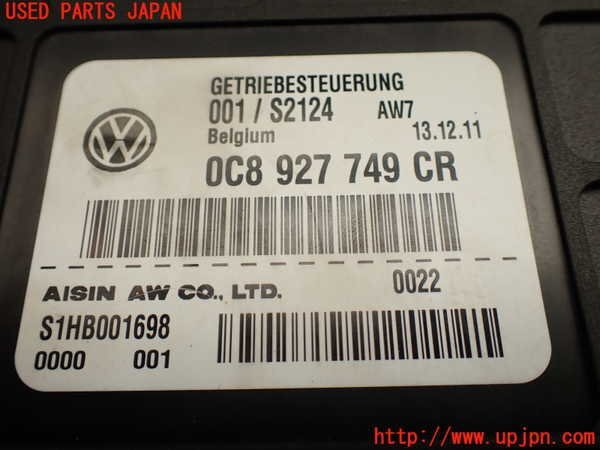 USED PARTS JAPAN
GETRIEBESTEUERUNG
001 / S2124 AW7
Belgium 13.12.11
0C8 927 749 CR
AISIN AW CO., LTD. 0022
S1HB001698
0000 001
http://www.upjpn.com/